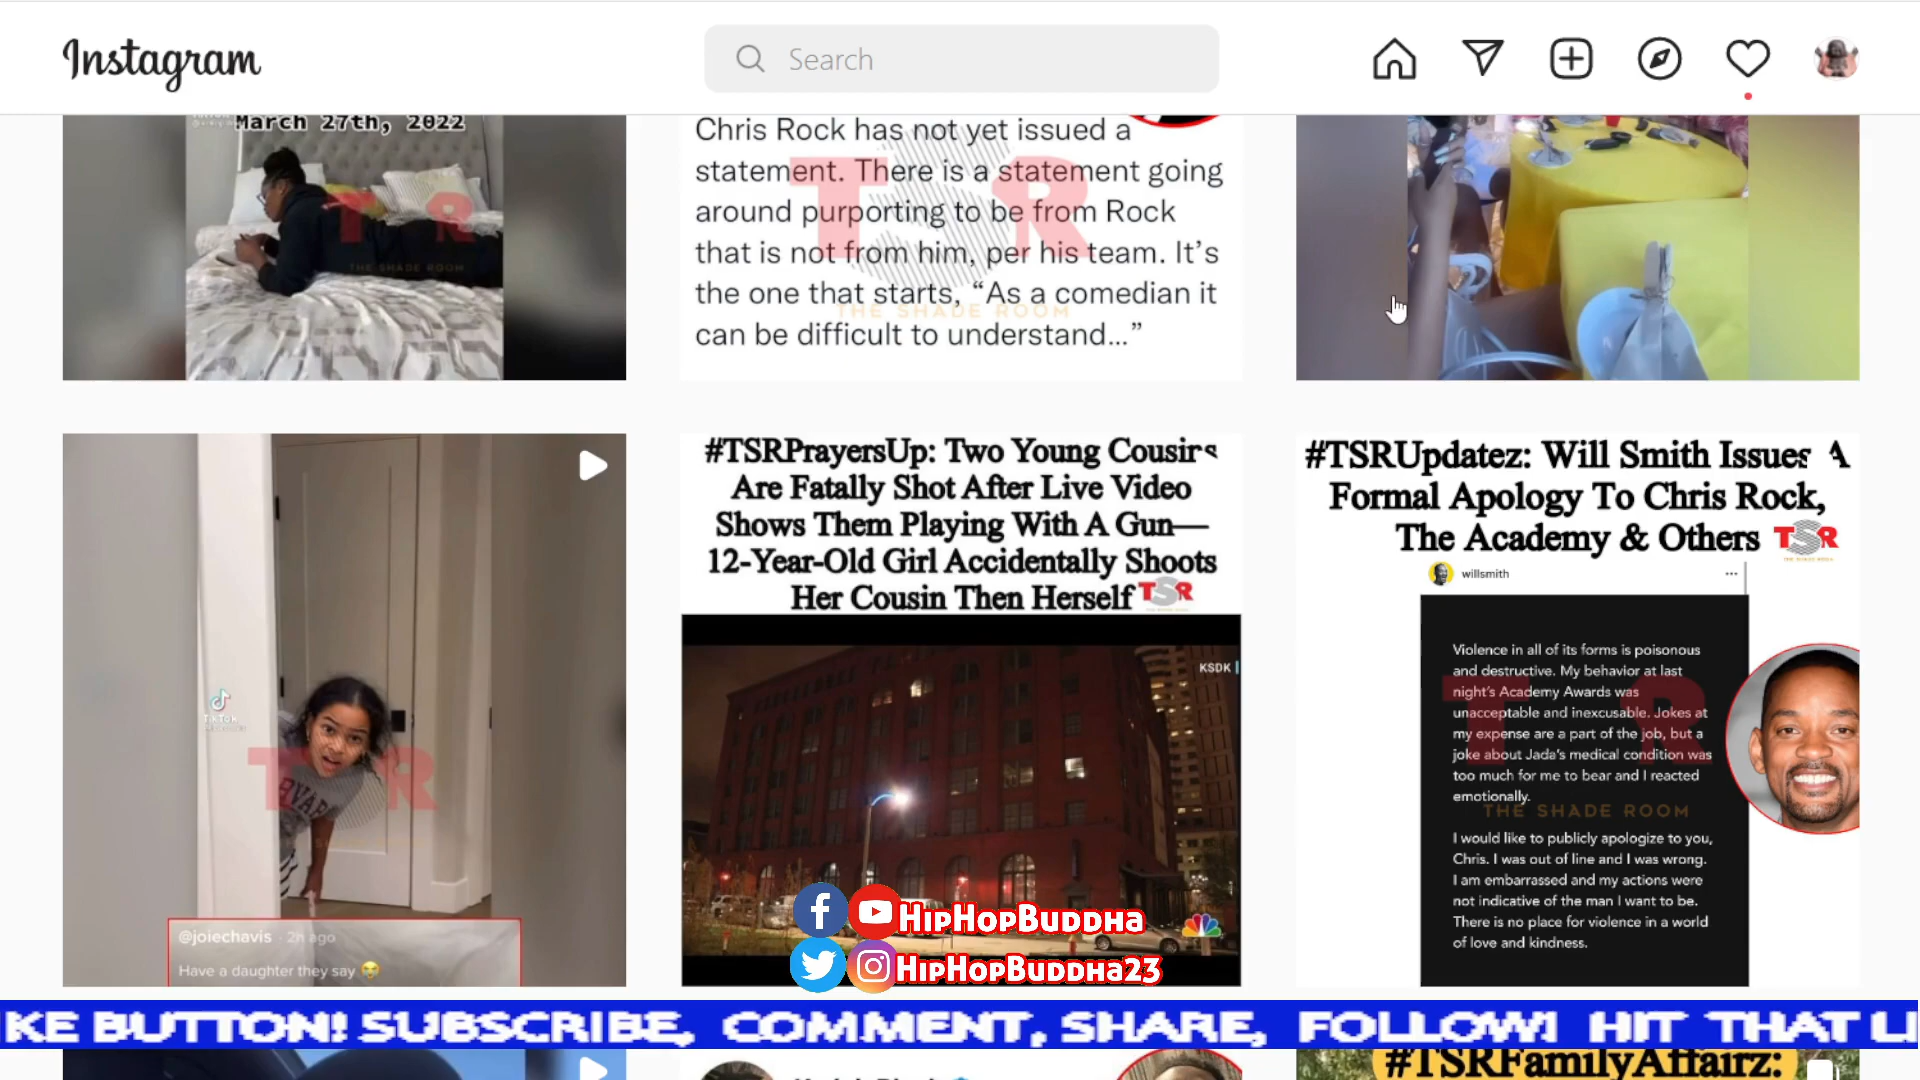 Instagram
Search
March 27th, 2022
TSR
THE SHADE ROOM
Chris Rock has not yet issued a
statement. There is a statement going
around purporting to be from Rock
that is not from him, per his team. It's
the one that starts, “As a comedian it
can be difficult to understand...”
TSR
THE SHADE ROOM
TikTok
TSR
@joiechavis · 2h ago
Have a daughter they say 😭
#TSRPrayersUp: Two Young Cousins
Are Fatally Shot After Live Video
Shows Them Playing With A Gun—
12-Year-Old Girl Accidentally Shoots
Her Cousin Then Herself TSR
KSDK
#TSRUpdatez: Will Smith Issues A
Formal Apology To Chris Rock,
The Academy & Others TSR
willsmith
Violence in all of its forms is poisonous
and destructive. My behavior at last
night's Academy Awards was
unacceptable and inexcusable. Jokes at
my expense are a part of the job, but a
joke about Jada's medical condition was
too much for me to bear and I reacted
emotionally.
THE SHADE ROOM
I would like to publicly apologize to you,
Chris. I was out of line and I was wrong.
I am embarrassed and my actions were
not indicative of the man I want to be.
There is no place for violence in a world
of love and kindness.
HipHopBuddha
HipHopBuddha23
KE BUTTON! SUBSCRIBE, COMMENT, SHARE, FOLLOW! HIT THAT LI
#TSRFamilyAffairz: